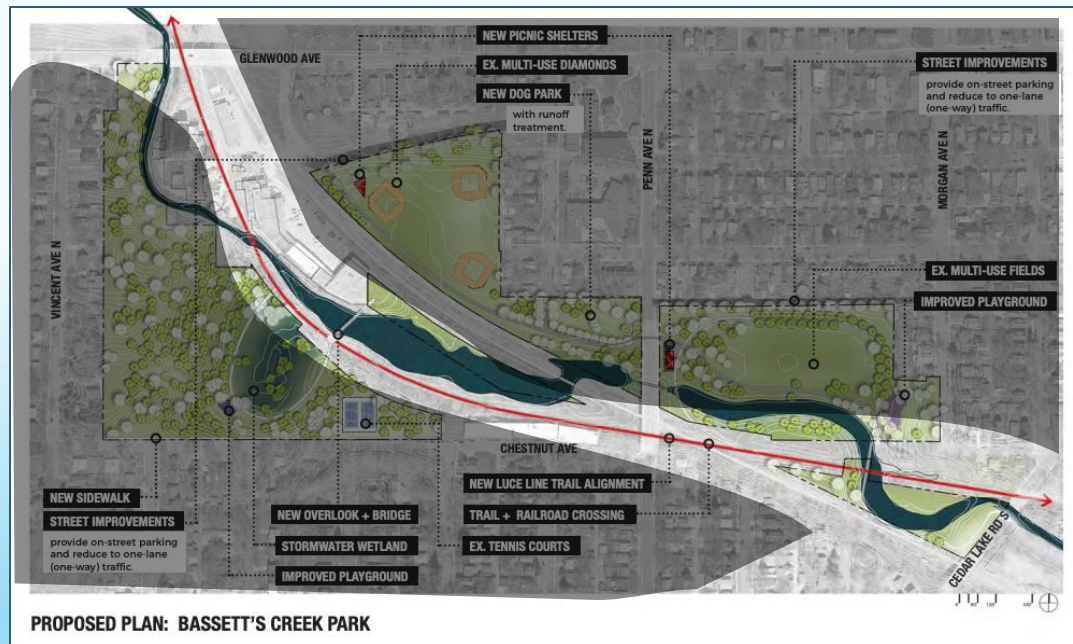 GLENWOOD AVE
NEW PICNIC SHELTERS
EX. MULTI-USE DIAMONDS
NEW DOG PARK
with runoff
treatment.
STREET IMPROVEMENTS
provide on-street parking
and reduce to one-lane
(one-way) traffic.
PENN AVE N
MORGAN AVE N
VINCENT AVE N
EX. MULTI-USE FIELDS
IMPROVED PLAYGROUND
CHESTNUT AVE
NEW SIDEWALK
STREET IMPROVEMENTS
provide on-street parking
and reduce to one-lane
(one-way) traffic.
NEW OVERLOOK + BRIDGE
STORMWATER WETLAND
IMPROVED PLAYGROUND
NEW LUCE LINE TRAIL ALIGNMENT
TRAIL + RAILROAD CROSSING
EX. TENNIS COURTS
CEDAR LAKE RD S
PROPOSED PLAN: BASSETT'S CREEK PARK